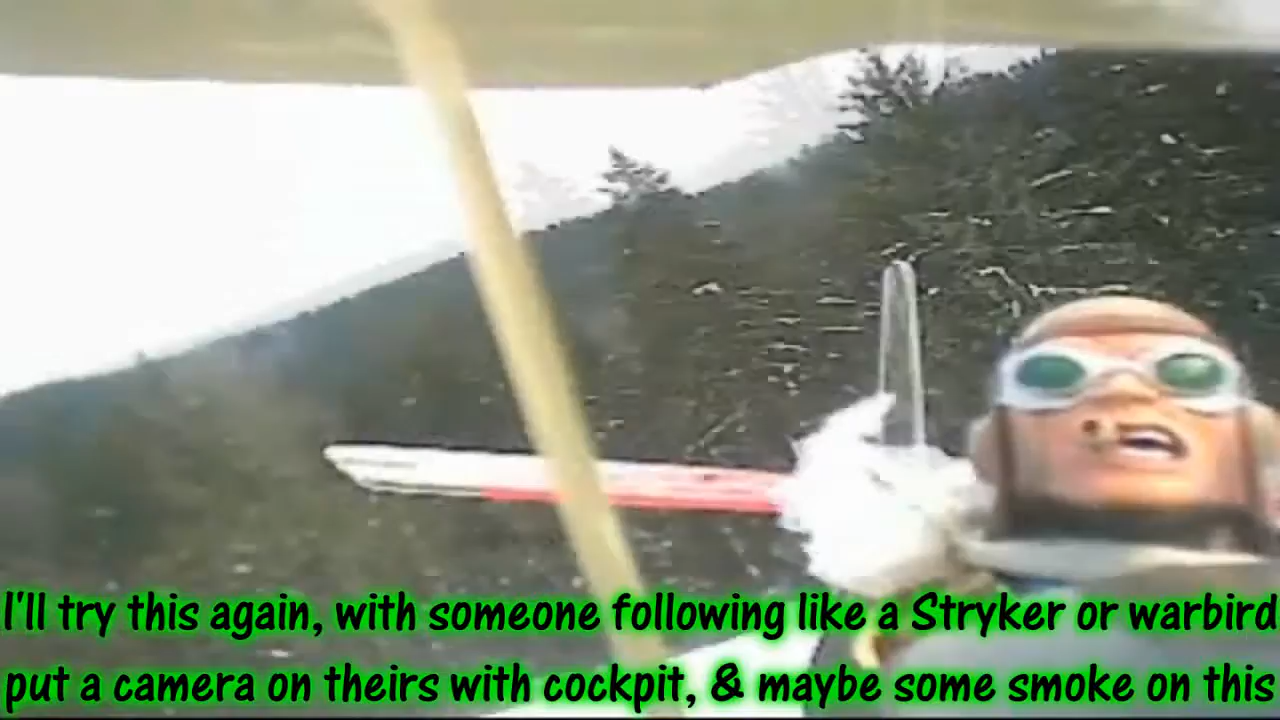 I'll try this again, with someone following like a Stryker or warbird
put a camera on theirs with cockpit, & maybe some smoke on this